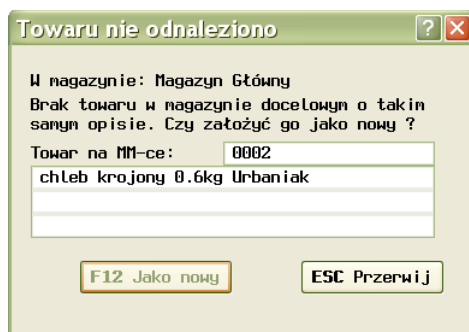 Towaru nie odnaleziono
W magazynie: Magazyn Główny
Brak towaru w magazynie docelowym o takim
samym opisie. Czy założyć go jako nowy ?
Towar na MM-ce: 0002
chleb krojony 0.6kg Urbaniak
F12 Jako nowy ESC Przerwij